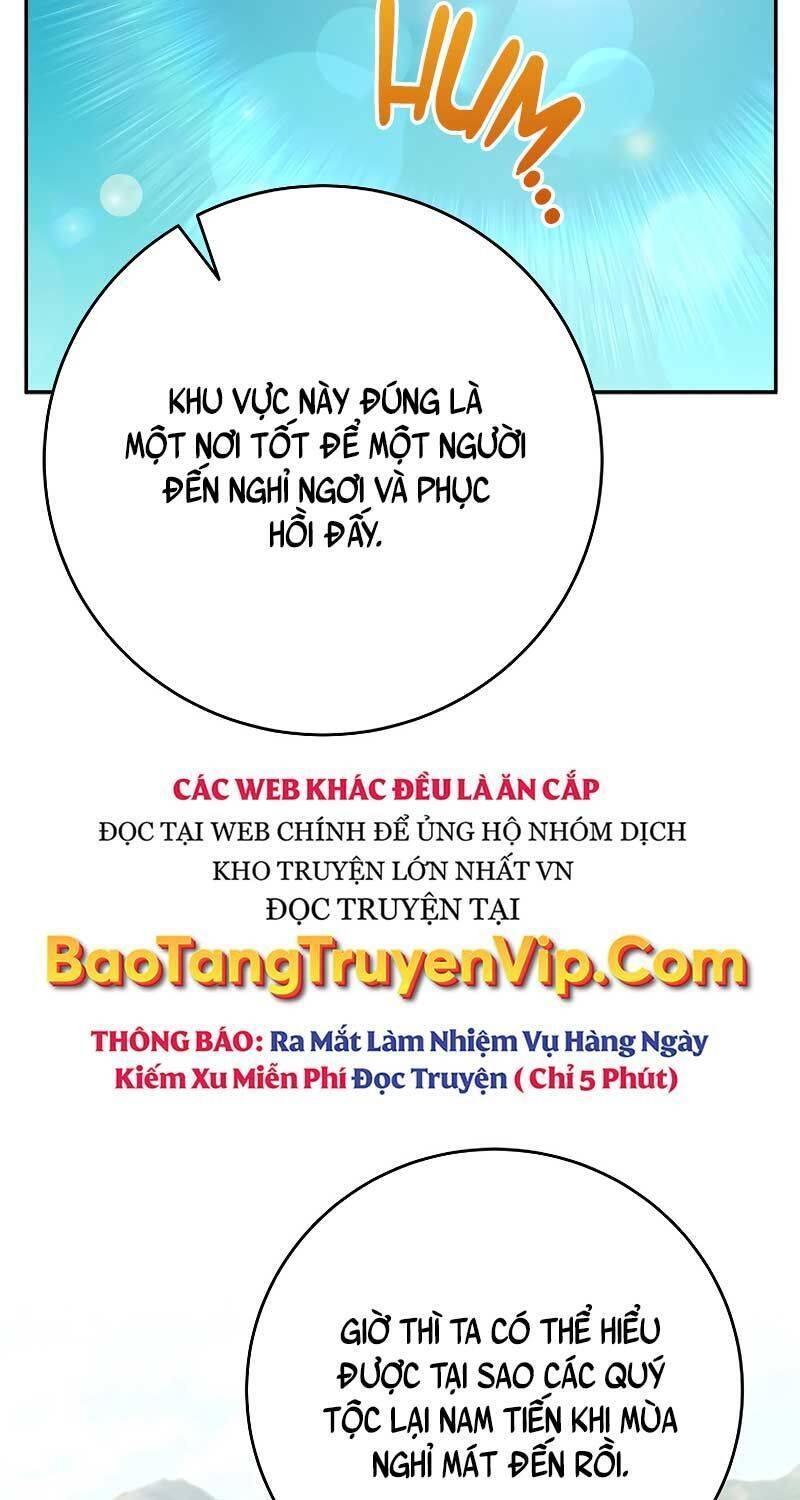 HUM...
KHU VỰC NÀY ĐÚNG LÀ
MỘT NƠI TỐT ĐỂ MỘT NGƯỜI
ĐẾN NGHỈ NGƠI VÀ PHỤC
HỒI ĐẤY.
CÁC WEB KHÁC ĐỀU LÀ ĂN CẮP
ĐỌC TẠI WEB CHÍNH ĐỂ ỦNG HỘ NHÓM DỊCH
KHO TRUYỆN LỚN NHẤT VN
ĐỌC TRUYỆN TẠI
BaoTangTruyenVip.Com
THÔNG BÁO: Ra Mắt Làm Nhiệm Vụ Hàng Ngày
Kiếm Xu Miễn Phí Đọc Truyện ( Chỉ 5 Phút)
GIỜ THÌ TA CÓ THỂ HIỂU
ĐƯỢC TẠI SAO CÁC QUÝ
TỘC LẠI NAM TIẾN KHI MÙA
NGHỈ MÁT ĐẾN RỒI.